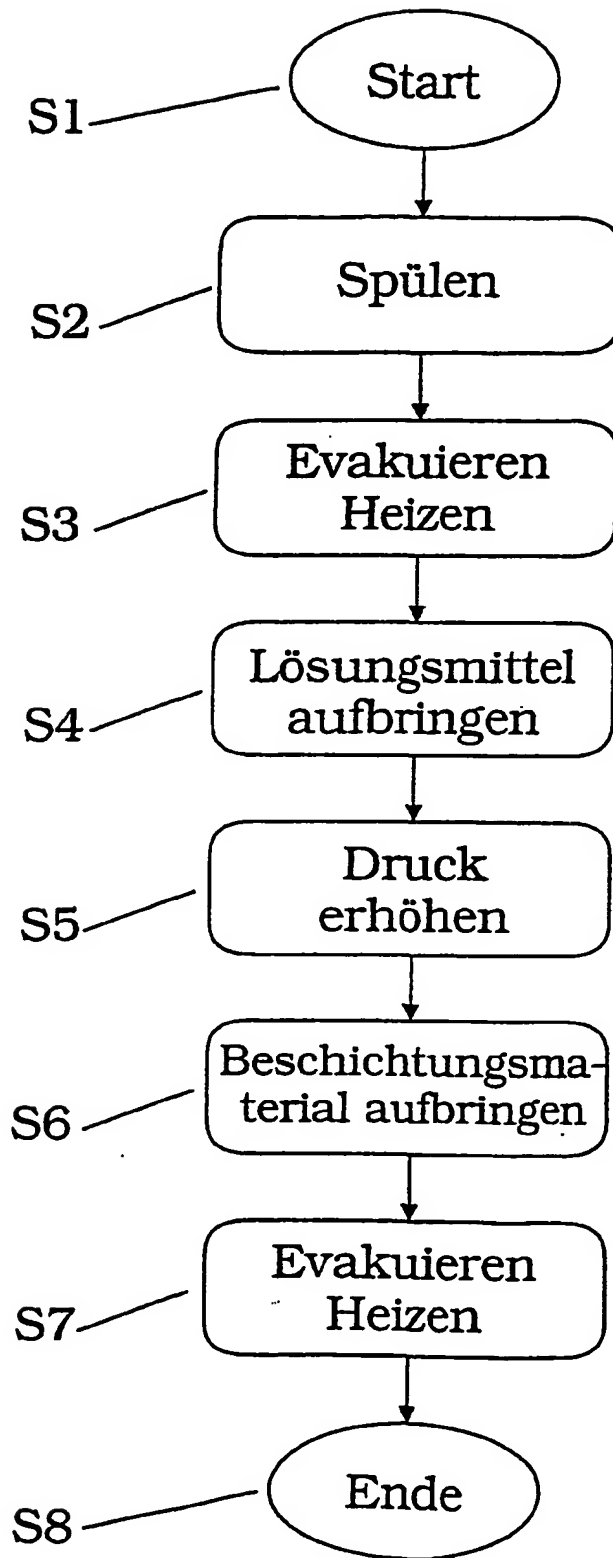 Start
S1
Spülen
S2
Evakuieren
Heizen
S3
Lösungsmittel
aufbringen
S4
Druck
erhöhen
S5
Beschichtungsma-
terial aufbringen
S6
Evakuieren
Heizen
S7
Ende
S8